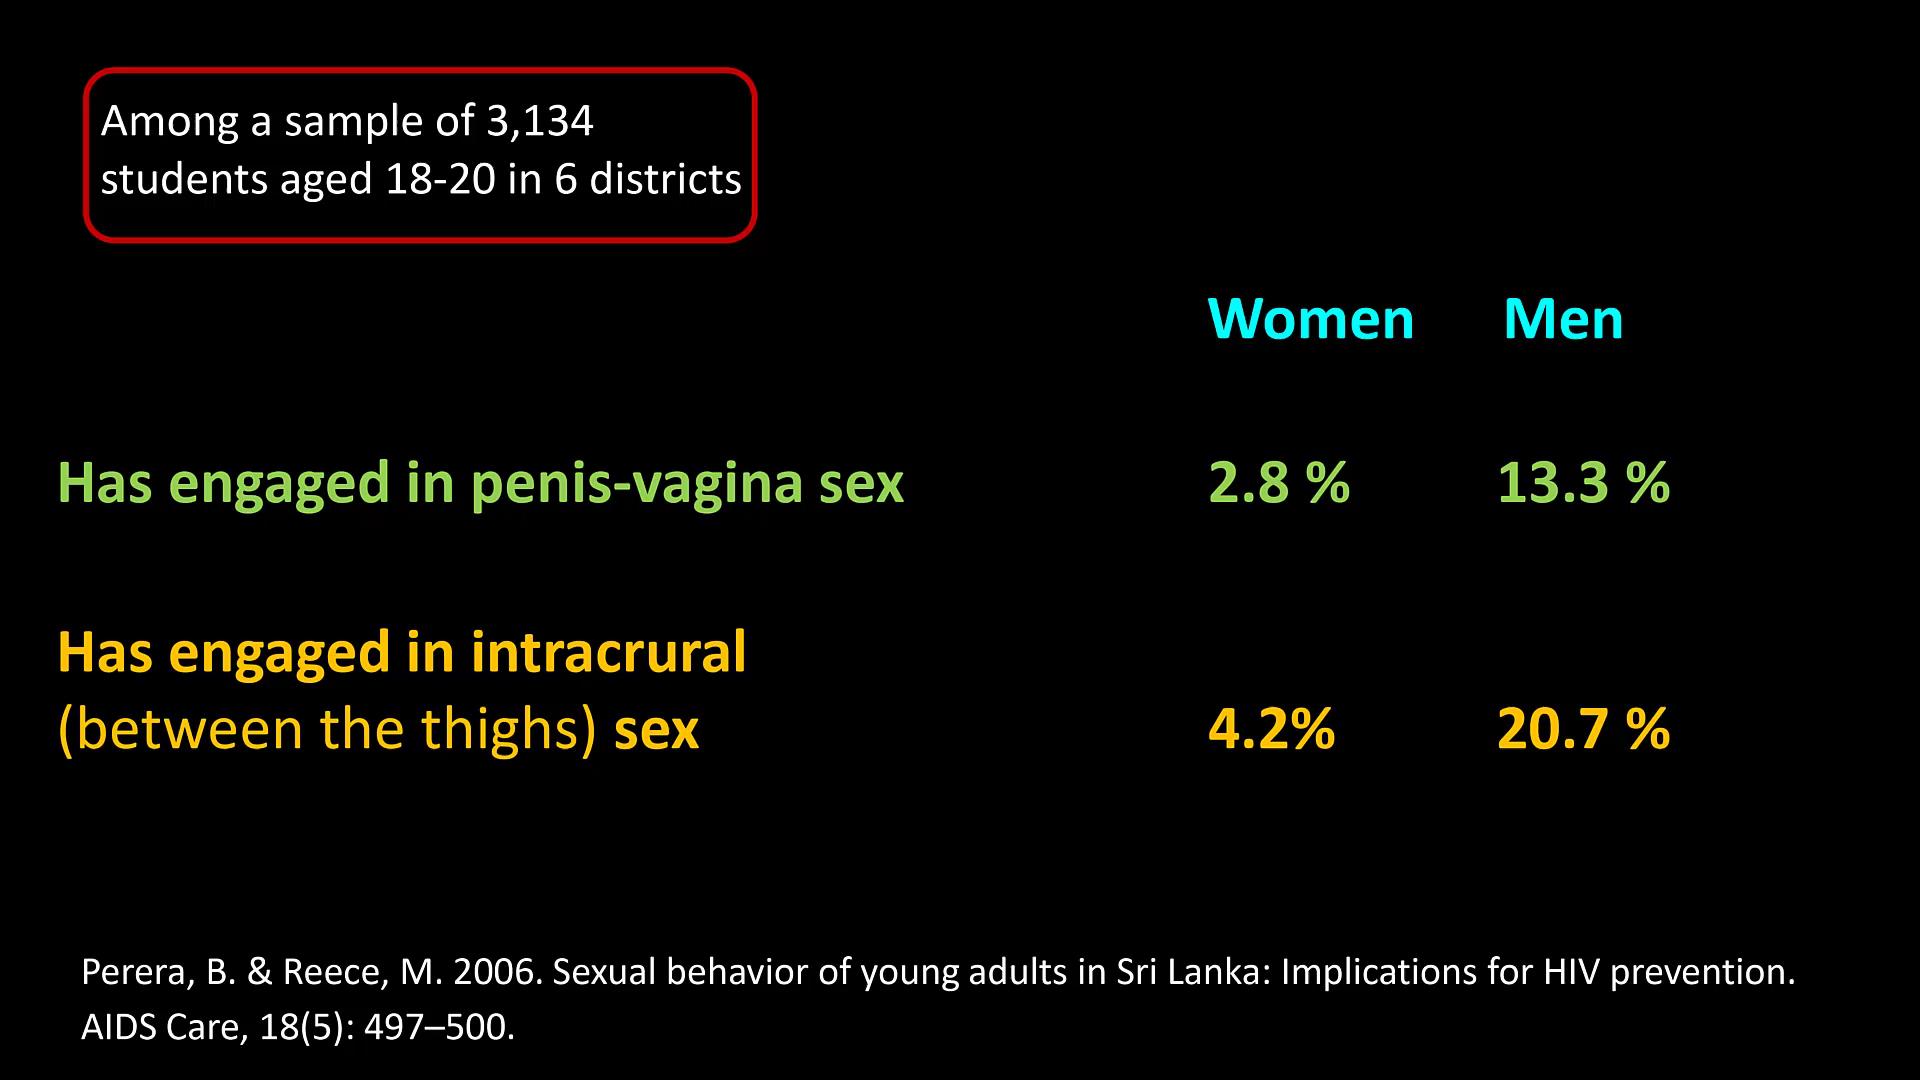 Among a sample of 3,134
students aged 18-20 in 6 districts
Women Men
Has engaged in penis-vagina sex 2.8 % 13.3 %
Has engaged in intracrural
(between the thighs) sex 4.2% 20.7 %
Perera, B. & Reece, M. 2006. Sexual behavior of young adults in Sri Lanka: Implications for HIV prevention.
AIDS Care, 18(5): 497–500.